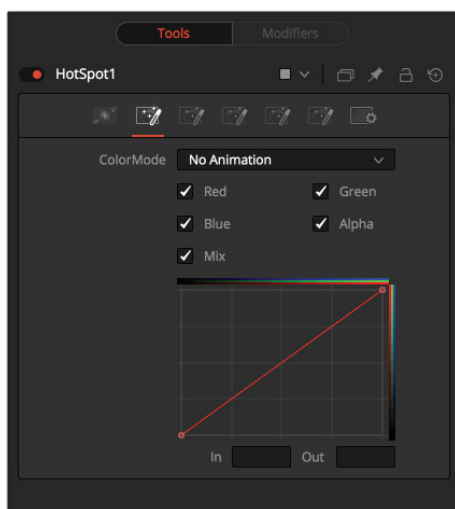 Tools Modifiers
HotSpot1
ColorMode No Animation
Red Green
Blue Alpha
Mix
In Out